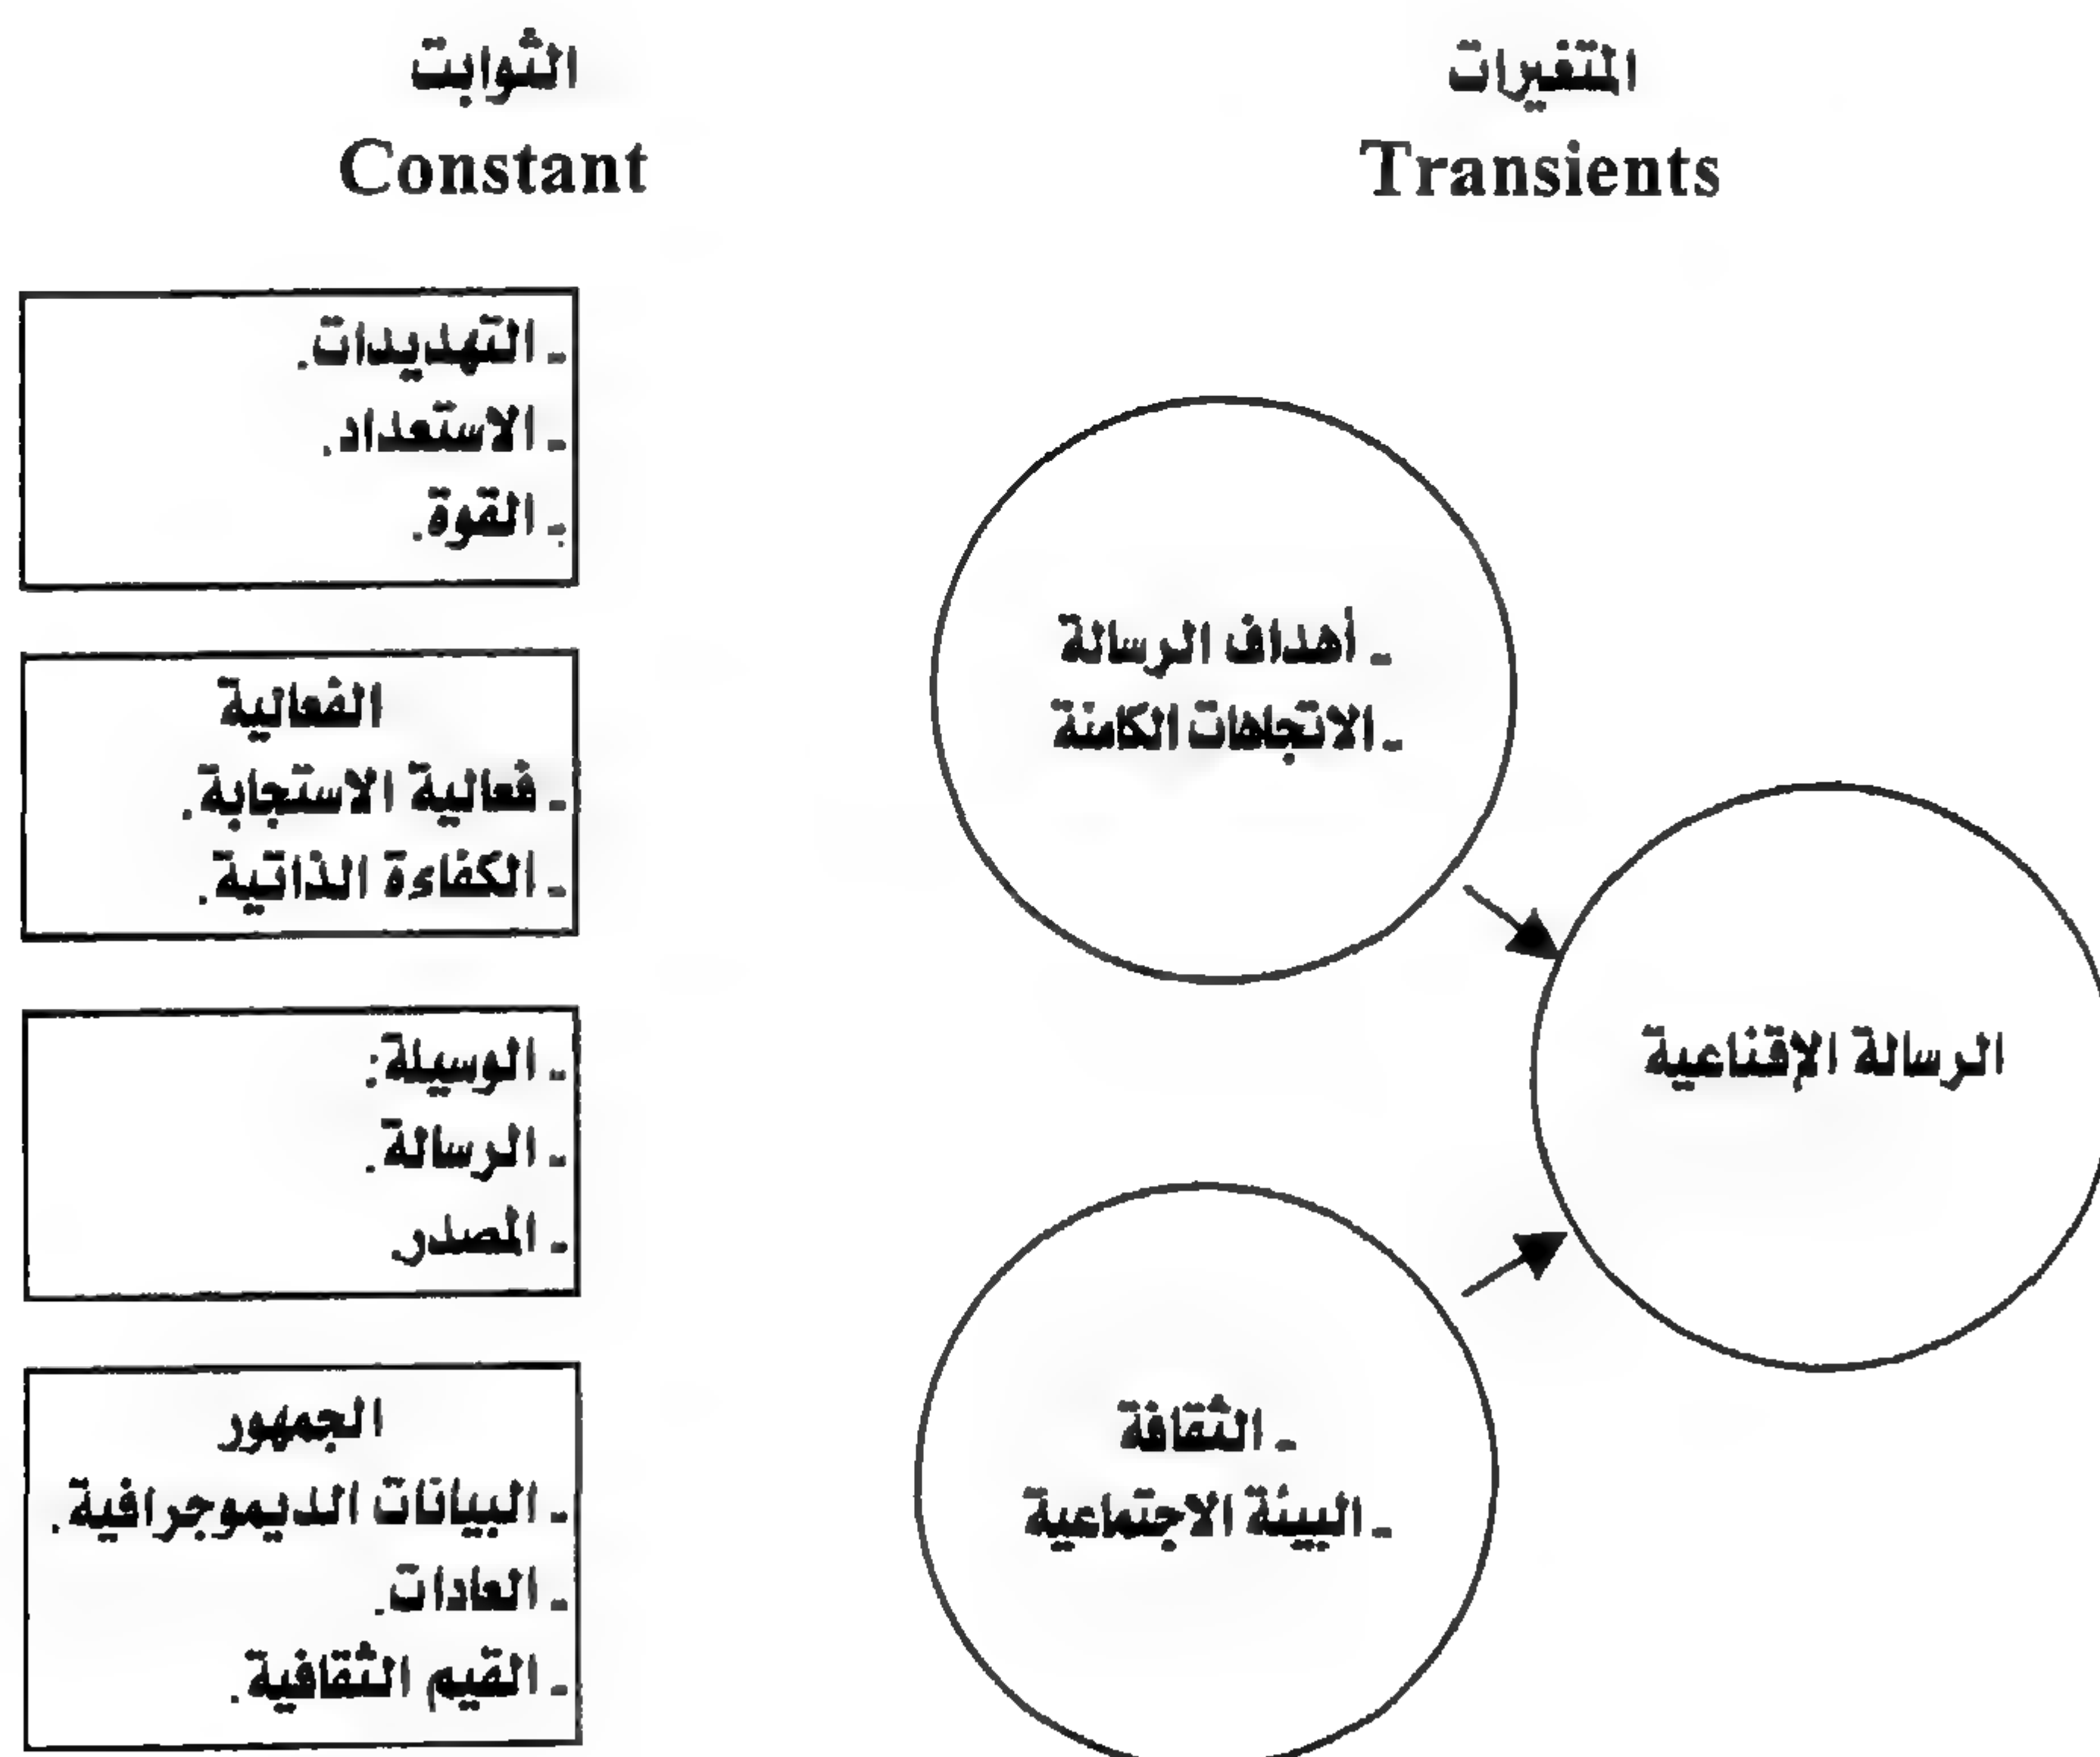 الثوابت
Constant
- التهديدات.
- الاستعداد.
- القوة.
الفعالية
- فعالية الاستجابة.
- الكفاءة الذاتية.
- الوسيلة:
- الرسالة.
- المصدر
الجمهور
- البيانات الديموجرافية.
- العادات.
- القيم الثقافية.
المتغيرات
Transients
- أهداف الرسالة
- الاتجاهات الكامنة
الرسالة الإقناعية
- الثقافة
- البيئة الاجتماعية